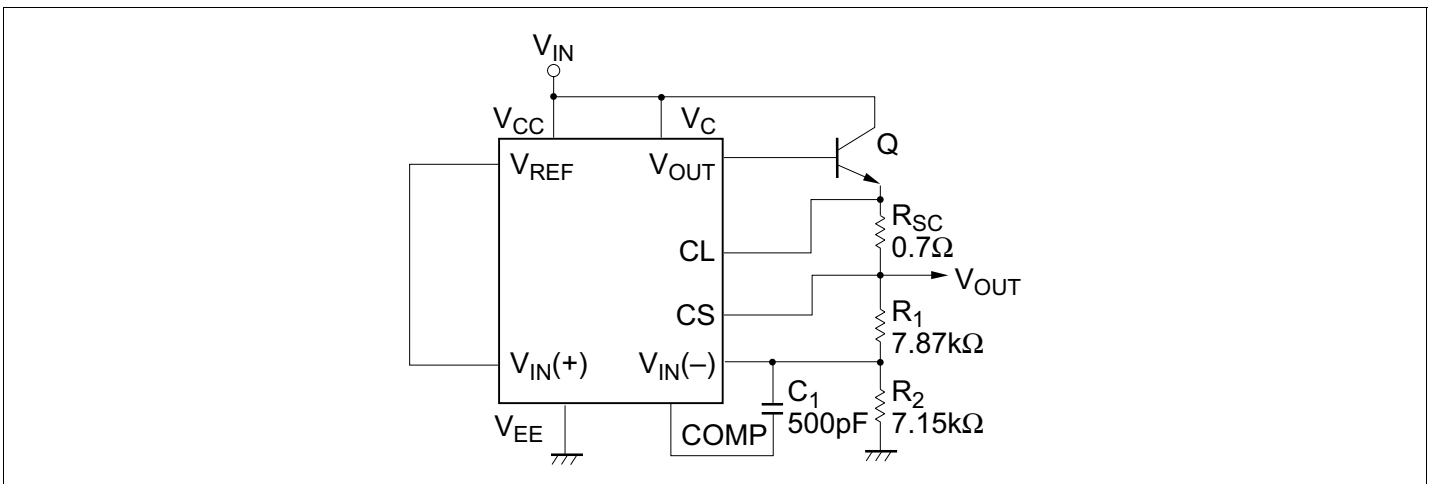 VIN
VCC
VC
VREF
VOUT
Q
RSC
0.7Ω
CL
VOUT
CS
R1
7.87kΩ
VIN(+)
VIN(–)
C1
500pF
R2
7.15kΩ
VEE
COMP